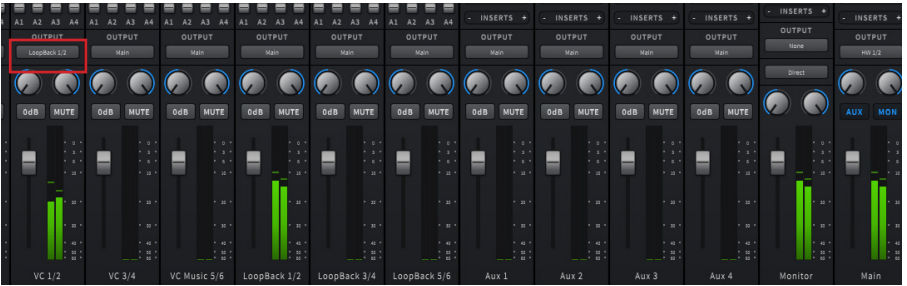 A1 A2 A3 A4 A1 A2 A3 A4 A1 A2 A3 A4 A1 A2 A3 A4 A1 A2 A3 A4 A1 A2 A3 A4 - INSERTS + - INSERTS + - INSERTS + - INSERTS + - INSERTS + - INSERTS +
OUTPUT OUTPUT OUTPUT OUTPUT OUTPUT OUTPUT OUTPUT OUTPUT OUTPUT OUTPUT OUTPUT OUTPUT
LoopBack 1/2 Main Main Main Main Main Main Main Main Main None HW 1/2
Direct
0dB MUTE 0dB MUTE 0dB MUTE 0dB MUTE 0dB MUTE 0dB MUTE 0dB MUTE 0dB MUTE 0dB MUTE 0dB MUTE AUX MON
VC 1/2 VC 3/4 VC Music 5/6 LoopBack 1/2 LoopBack 3/4 LoopBack 5/6 Aux 1 Aux 2 Aux 3 Aux 4 Monitor Main